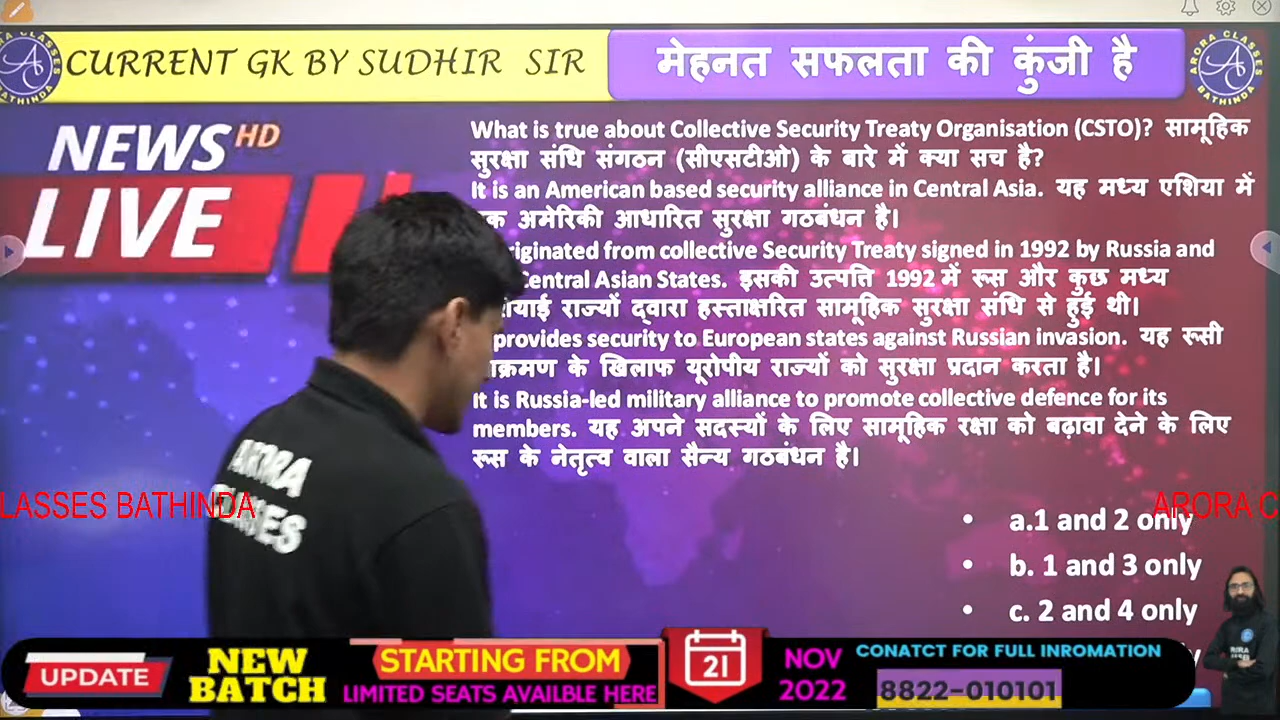 CURRENT GK BY SUDHIR SIR
मेहनत सफलता की कुंजी है
ARORA CLASSES
BATHINDA
NEWS HD
LIVE
What is true about Collective Security Treaty Organisation (CSTO)? सामूहिक
सुरक्षा संधि संगठन (सीएसटीओ) के बारे में क्या सच है?
It is an American based security alliance in Central Asia. यह मध्य एशिया में
अमेरिकी आधारित सुरक्षा गठबंधन है।
from collective Security Treaty signed in 1992 by Russia and
Central Asian States. इसकी उत्पति 1992 में रूस और कुछ मध्य
राज्यों द्वारा हस्ताक्षरित सामूहिक सुरक्षा संधि से हुई थी।
provides security to European states against Russian invasion. यह रूसी
के खिलाफ यूरोपीय राज्यों को सुरक्षा प्रदान करता है।
It is Russia-led military alliance to promote collective defence for its
members. यह अपने सदस्यों के लिए सामूहिक रक्षा को बढ़ावा देने के लिए
रूस के नेतृत्व वाला सैन्य गठबंधन है।
ARORA
CLASSES
LASSES BATHINDA
ARORA C
• a.1 and 2 only
• b. 1 and 3 only
• c. 2 and 4 only
UPDATE
NEW
BATCH
STARTING FROM
LIMITED SEATS AVAILBLE HERE
21
NOV
2022
CONATCT FOR FULL INROMATION
8822-010101